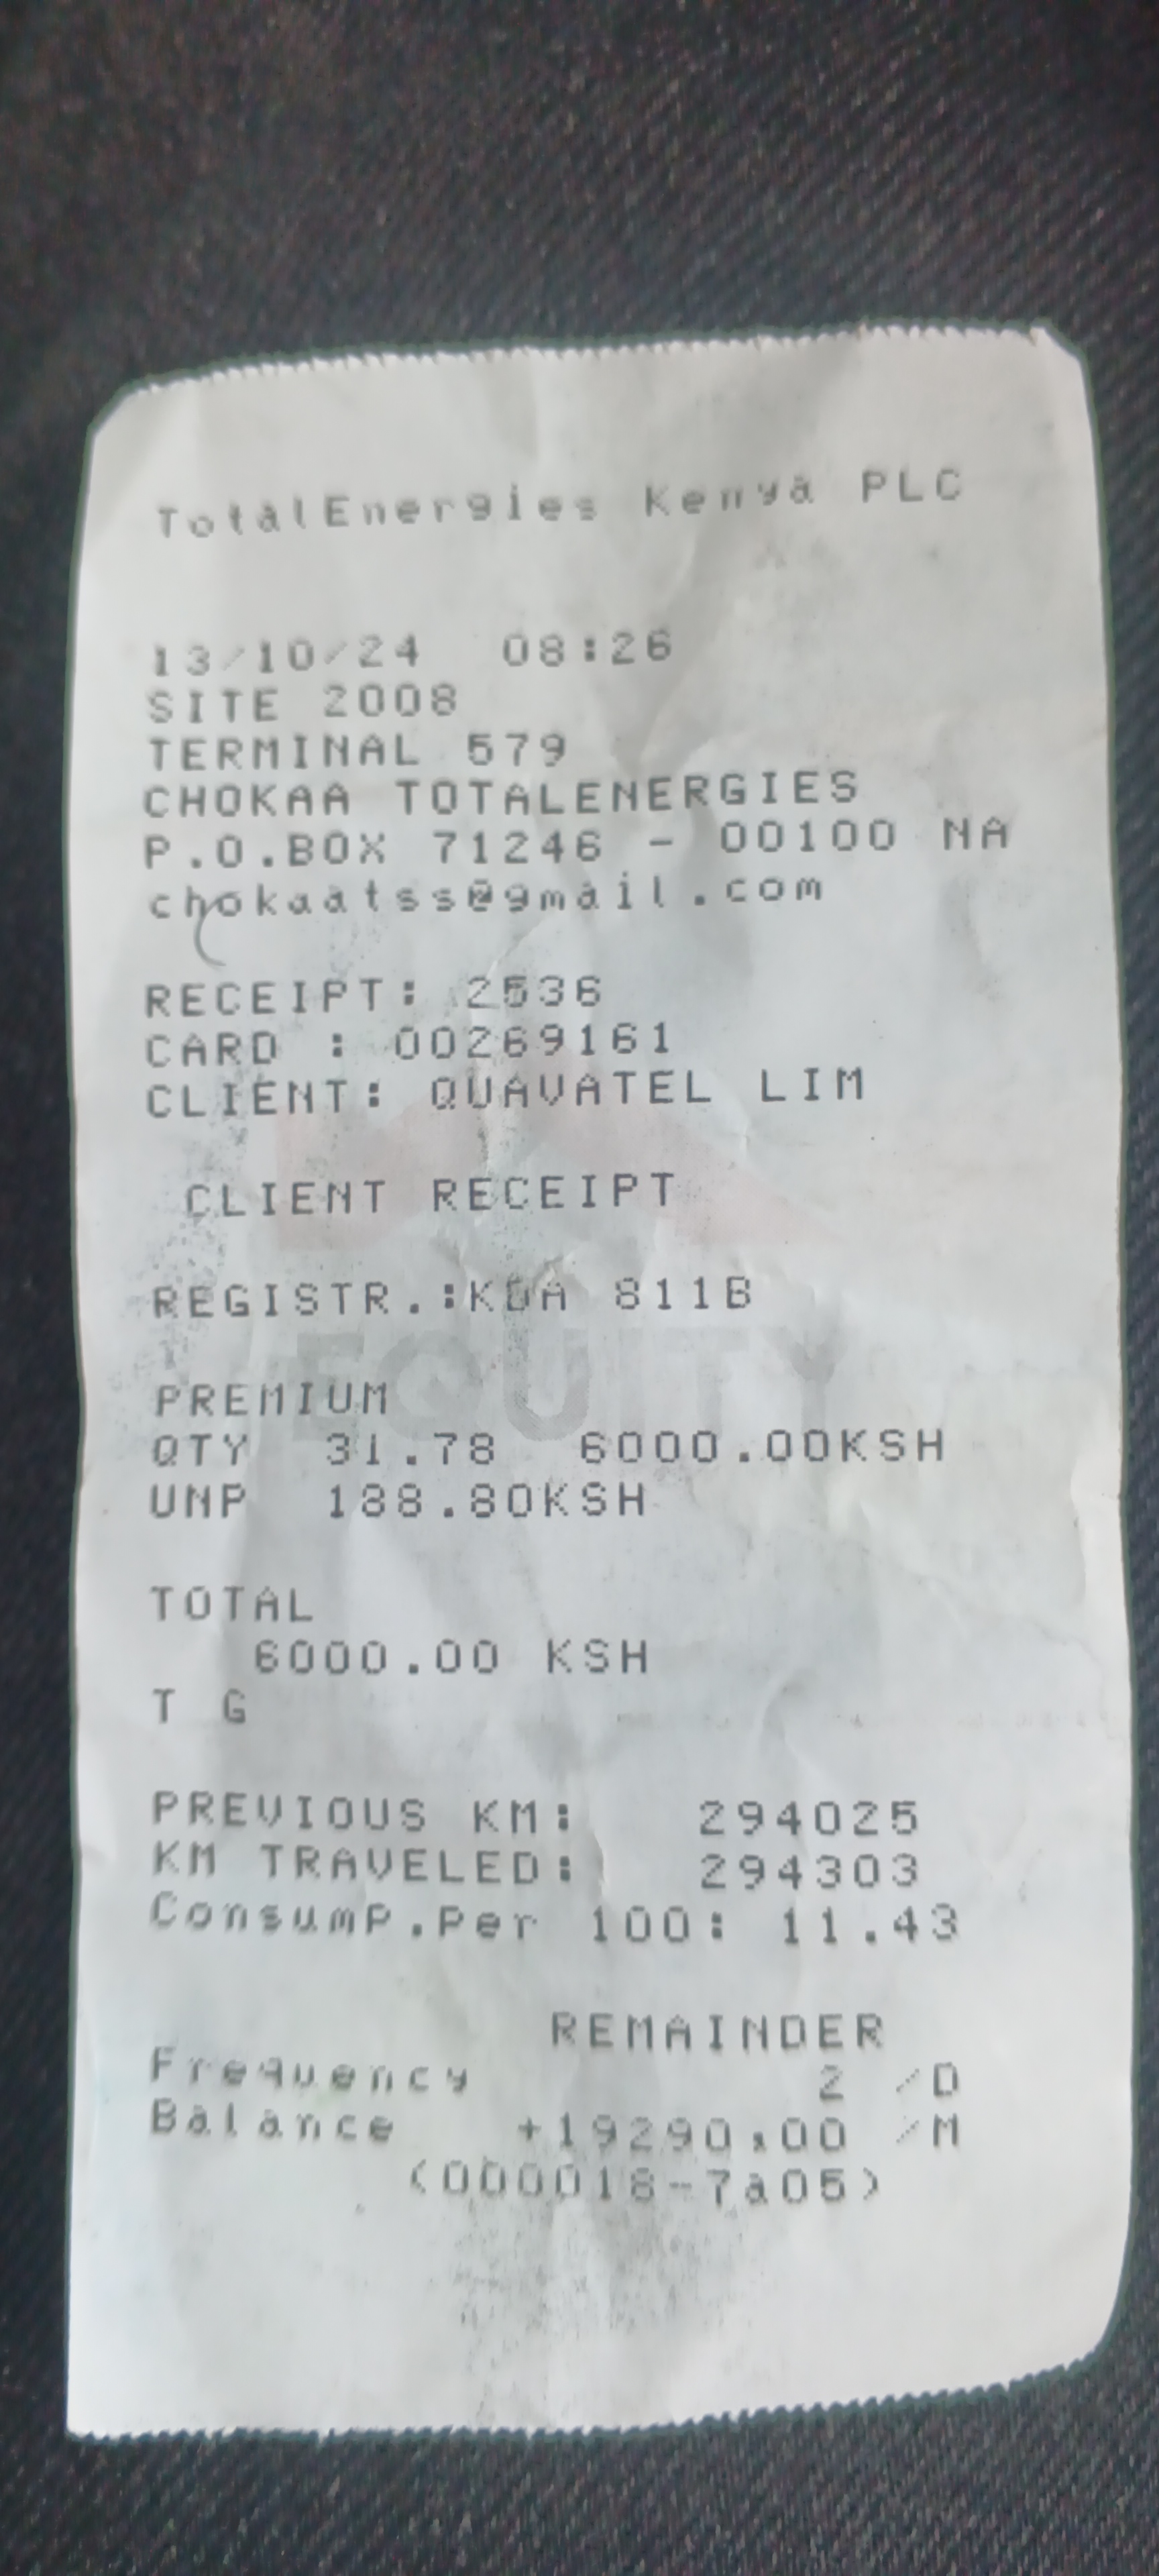 TotalEnergies Kenya PLC
13/10/24 08:26
SITE 2008
TERMINAL 579
CHOKAA TOTALENERGIES
P.O.BOX 71246 - 00100 NA
chokaatss@gmail.com
RECEIPT: 2536
CARD : 00269161
CLIENT: QUAVATEL LIM
CLIENT RECEIPT
REGISTR.:KDA 811B
EQUITY
PREMIUM
QTY 31.78 6000.00KSH
UNP 188.80KSH
TOTAL
6000.00 KSH
T G
PREVIOUS KM: 294025
KM TRAVELED: 294303
Consump.Per 100: 11.43
REMAINDER
Frequency 2 /D
Balance +19290.00 /M
(000018-7a05)